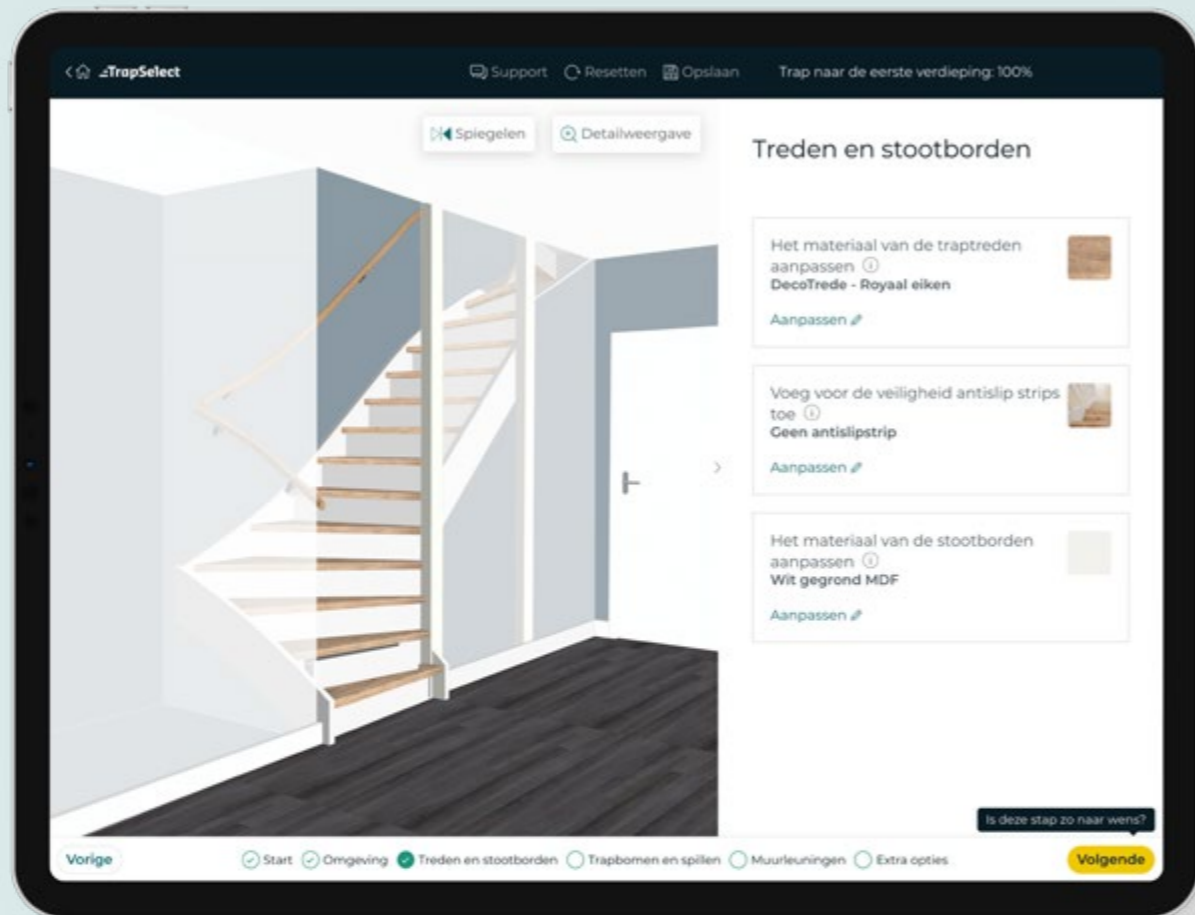 TrapSelect
Support
Resetten
Opslaan
Trap naar de eerste verdieping: 100%
Spiegelen
Detailweergave
Treden en stootborden
Het materiaal van de traptreden
aanpassen
DecoTrede - Royaal eiken
Aanpassen
Voeg voor de veiligheid antislip strips
toe
Geen antislipstrip
Aanpassen
Het materiaal van de stootborden
aanpassen
Wit gegrond MDF
Aanpassen
Is deze stap zo naar wens?
Vorige
Start
Omgeving
Treden en stootborden
Trapbomen en spillen
Muurleuningen
Extra opties
Volgende